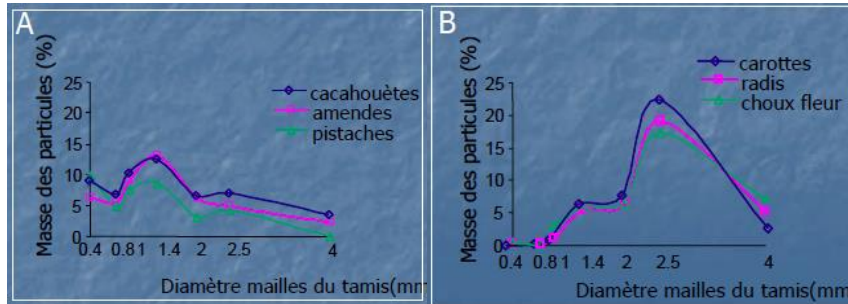 A
Masse des particules (%)
25
20
15
10
5
0
cacahouètes
amendes
pistaches
0.4 0.8 1 1.4 2 2.5 4
Diamètre mailles du tamis(mm
B
Masse des particules (%)
25
20
15
10
5
0
carottes
radis
choux fleur
0.4 0.8 1 1.4 2 2.5 4
Diamètre mailles du tamis(mm